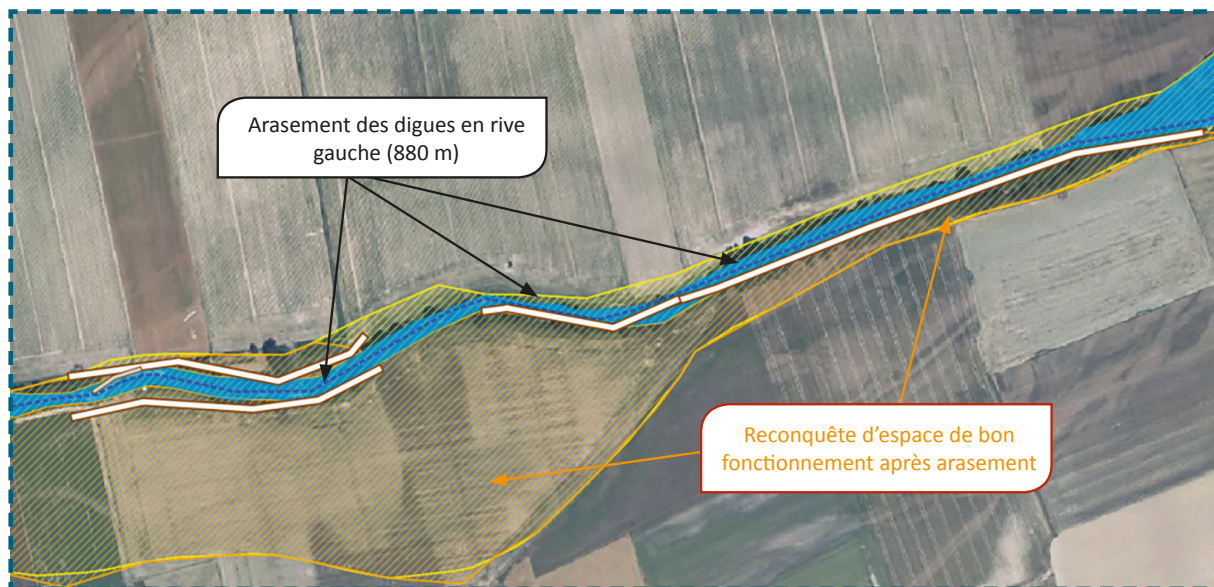 Arasement des digues en rive
gauche (880 m)
Reconquête d’espace de bon
fonctionnement après arasement